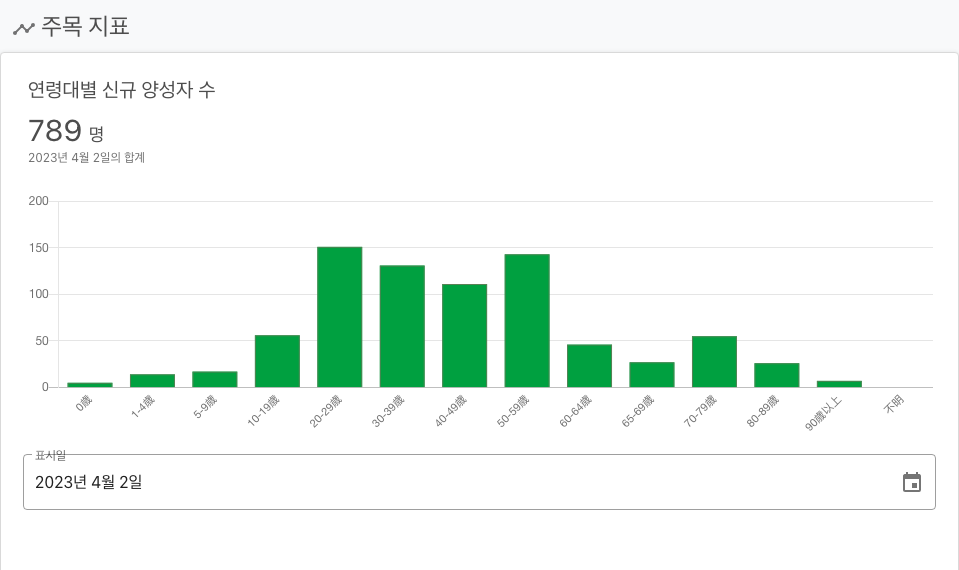 주목 지표
연령대별 신규 양성자 수
789 명
2023년 4월 2일의 합계
200
150
100
50
0
0歳
1-4歳
5-9歳
10-19歳
20-29歳
30-39歳
40-49歳
50-59歳
60-64歳
65-69歳
70-79歳
80-89歳
90歳以上
不明
표시일
2023년 4월 2일